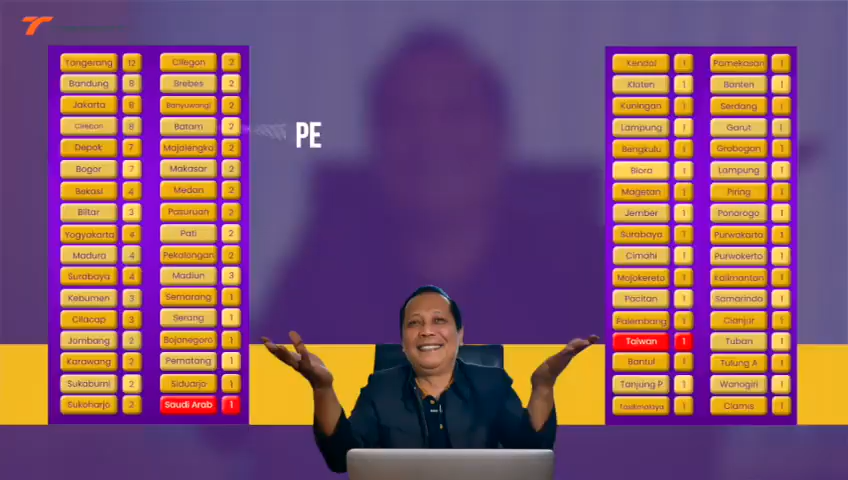 Tangerang 12
Bandung 8
Jakarta 8
Cirebon 8
Depok 7
Bogor 7
Bekasi 4
Blitar 3
Yogyakarta 4
Madura 4
Surabaya 4
Kebumen 3
Cilacap 3
Jombang 2
Karawang 2
Sukabumi 2
Sukoharjo 2
Cilegon 2
Brebes 2
Banyuwangi 2
Batam 2
Majalengka 2
Makasar 2
Medan 2
Pasuruan 2
Pati 2
Pekalongan 2
Madiun 3
Semarang 1
Serang 1
Bojonegoro 1
Pematang 1
Siduarjo 1
Saudi Arab 1
PE
Kendal 1
Klaten 1
Kuningan 1
Lampung 1
Bengkulu 1
Blora 1
Magetan 1
Jember 1
Surabaya 1
Cimahi 1
Mojokereto 1
Pacitan 1
Palembang 1
Taiwan 1
Bantul 1
Tanjung P 1
Tasikmalaya 1
Pamekasan 1
Banten 1
Serdang 1
Garut 1
Grobogan 1
Lampung 1
Piring 1
Ponorogo 1
Purwakarta 1
Purwokerto 1
Kalimantan 1
Samarinda 1
Cianjur 1
Tuban 1
Tulung A 1
Wonogiri 1
Ciamis 1